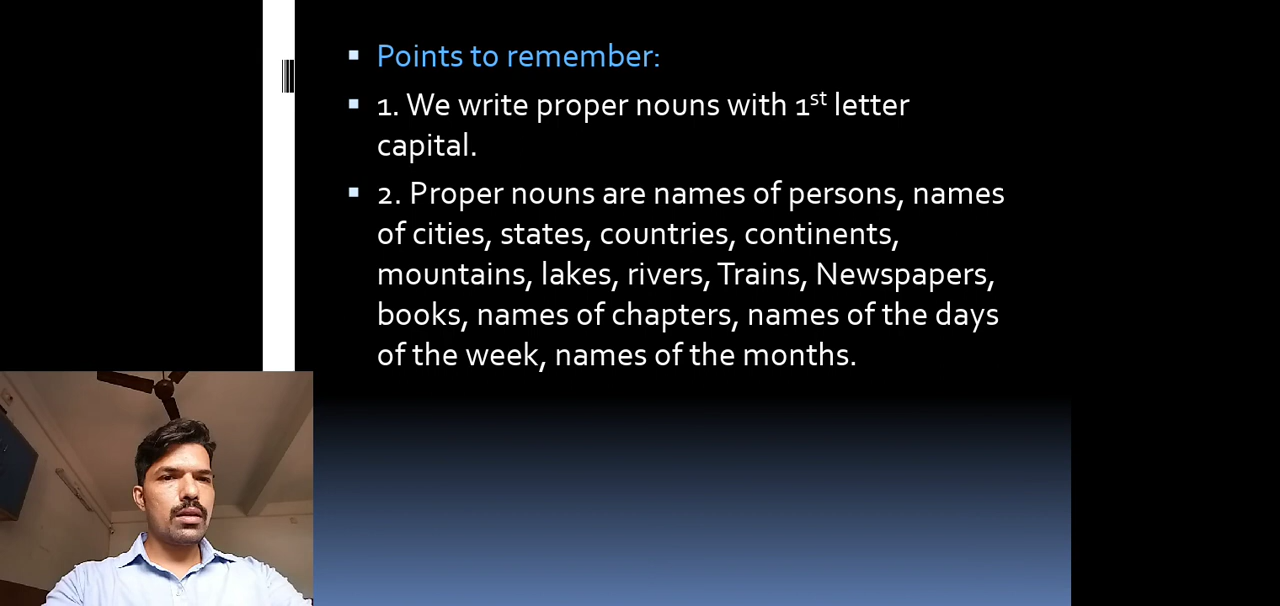 Points to remember:
1. We write proper nouns with 1st letter
capital.
2. Proper nouns are names of persons, names
of cities, states, countries, continents,
mountains, lakes, rivers, Trains, Newspapers,
books, names of chapters, names of the days
of the week, names of the months.